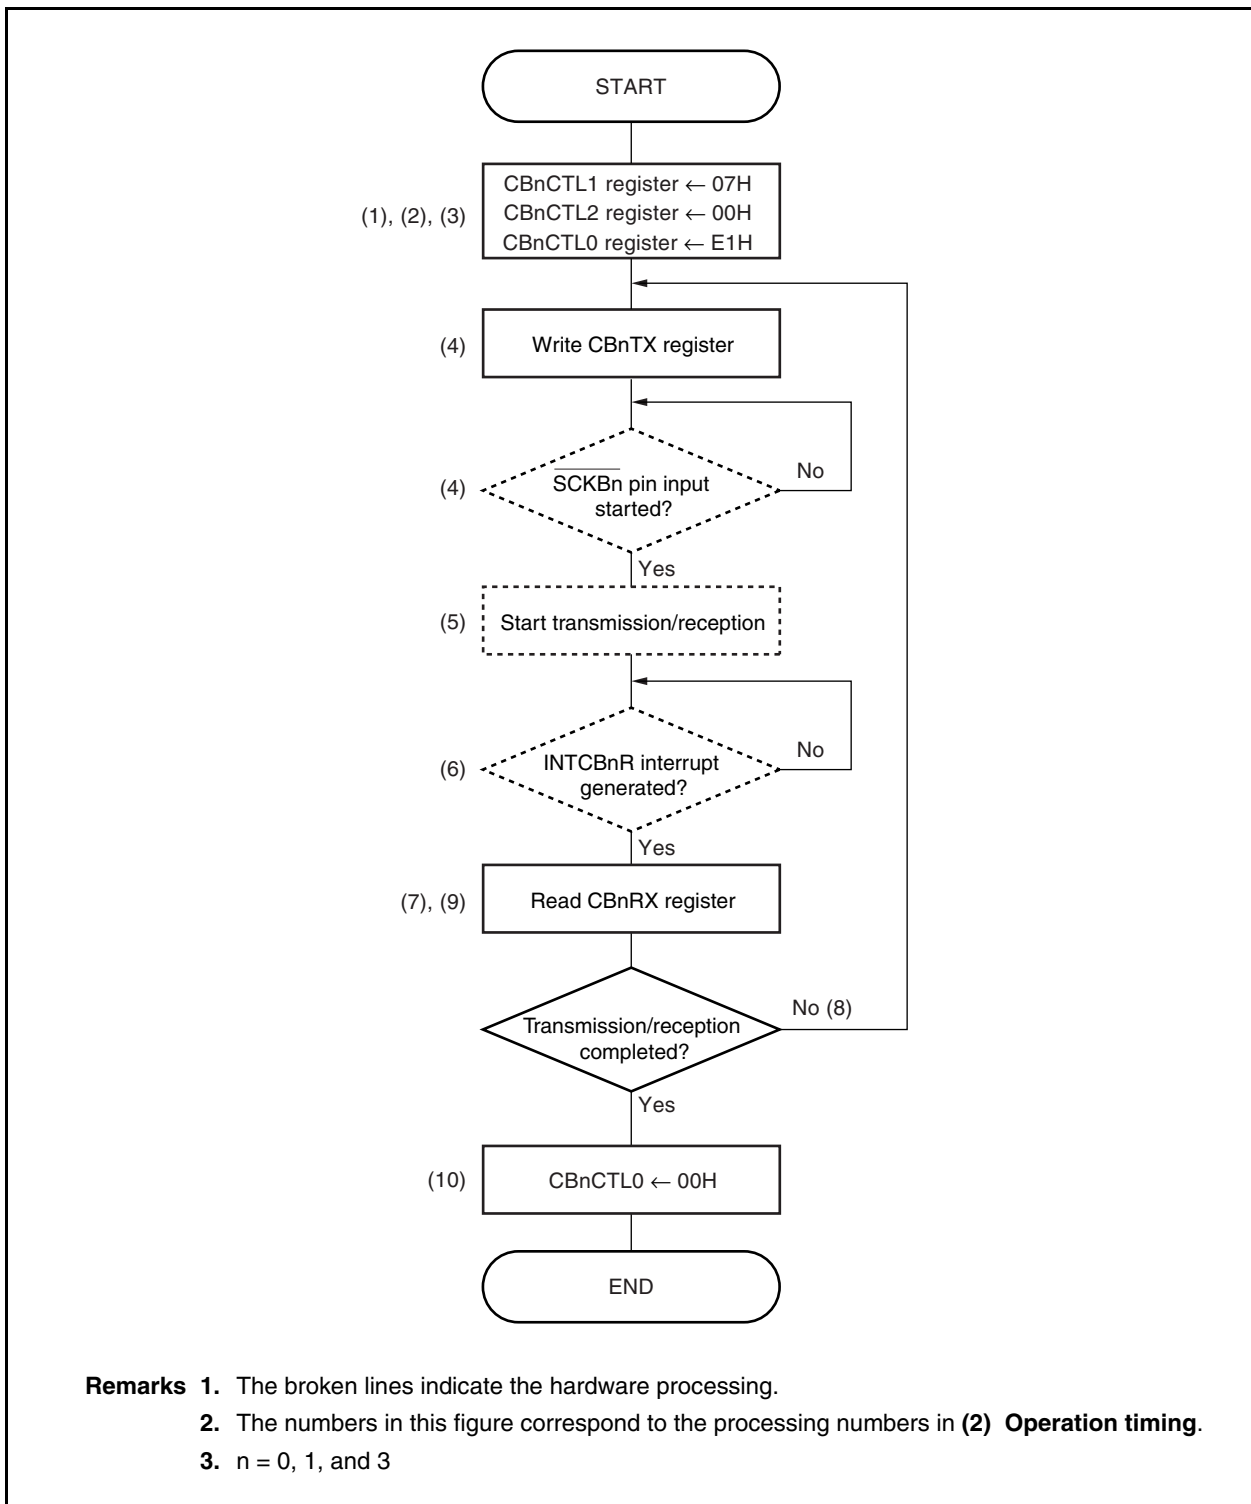 START
CBnCTL1 register ← 07H
(1), (2), (3)
CBnCTL2 register ← 00H
CBnCTL0 register ← E1H
(4)
Write CBnTX register
(4)
SCKBn pin input
started?
No
Yes
(5)
Start transmission/reception
(6)
INTCBnR interrupt
generated?
No
Yes
(7), (9)
Read CBnRX register
Transmission/reception
completed?
No (8)
Yes
(10)
CBnCTL0 ← 00H
END
Remarks 1. The broken lines indicate the hardware processing.
2. The numbers in this figure correspond to the processing numbers in (2) Operation timing.
3. n = 0, 1, and 3